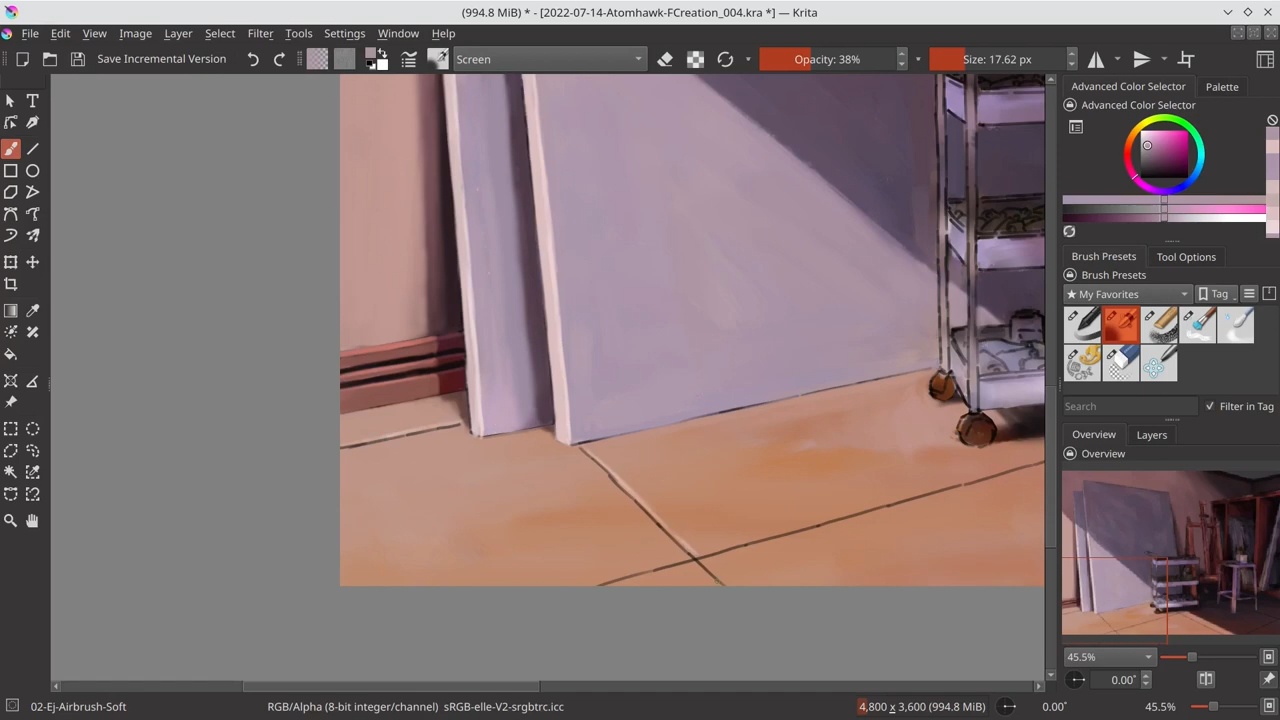 (994.8 MiB) * - [2022-07-14-Atomhawk-FCreation_004.kra *] — Krita
File Edit View Image Layer Select Filter Tools Settings Window Help
Save Incremental Version Screen Opacity: 38% Size: 17.62 px
Advanced Color Selector Palette
Advanced Color Selector
Brush Presets Tool Options
Brush Presets
★ My Favorites Tag
Search Filter in Tag
Overview Layers
Overview
45.5%
0.00°
02-Ej-Airbrush-Soft RGB/Alpha (8-bit integer/channel) sRGB-elle-V2-srgbtrc.icc 4,800 x 3,600 (994.8 MiB) 0.00° 45.5%